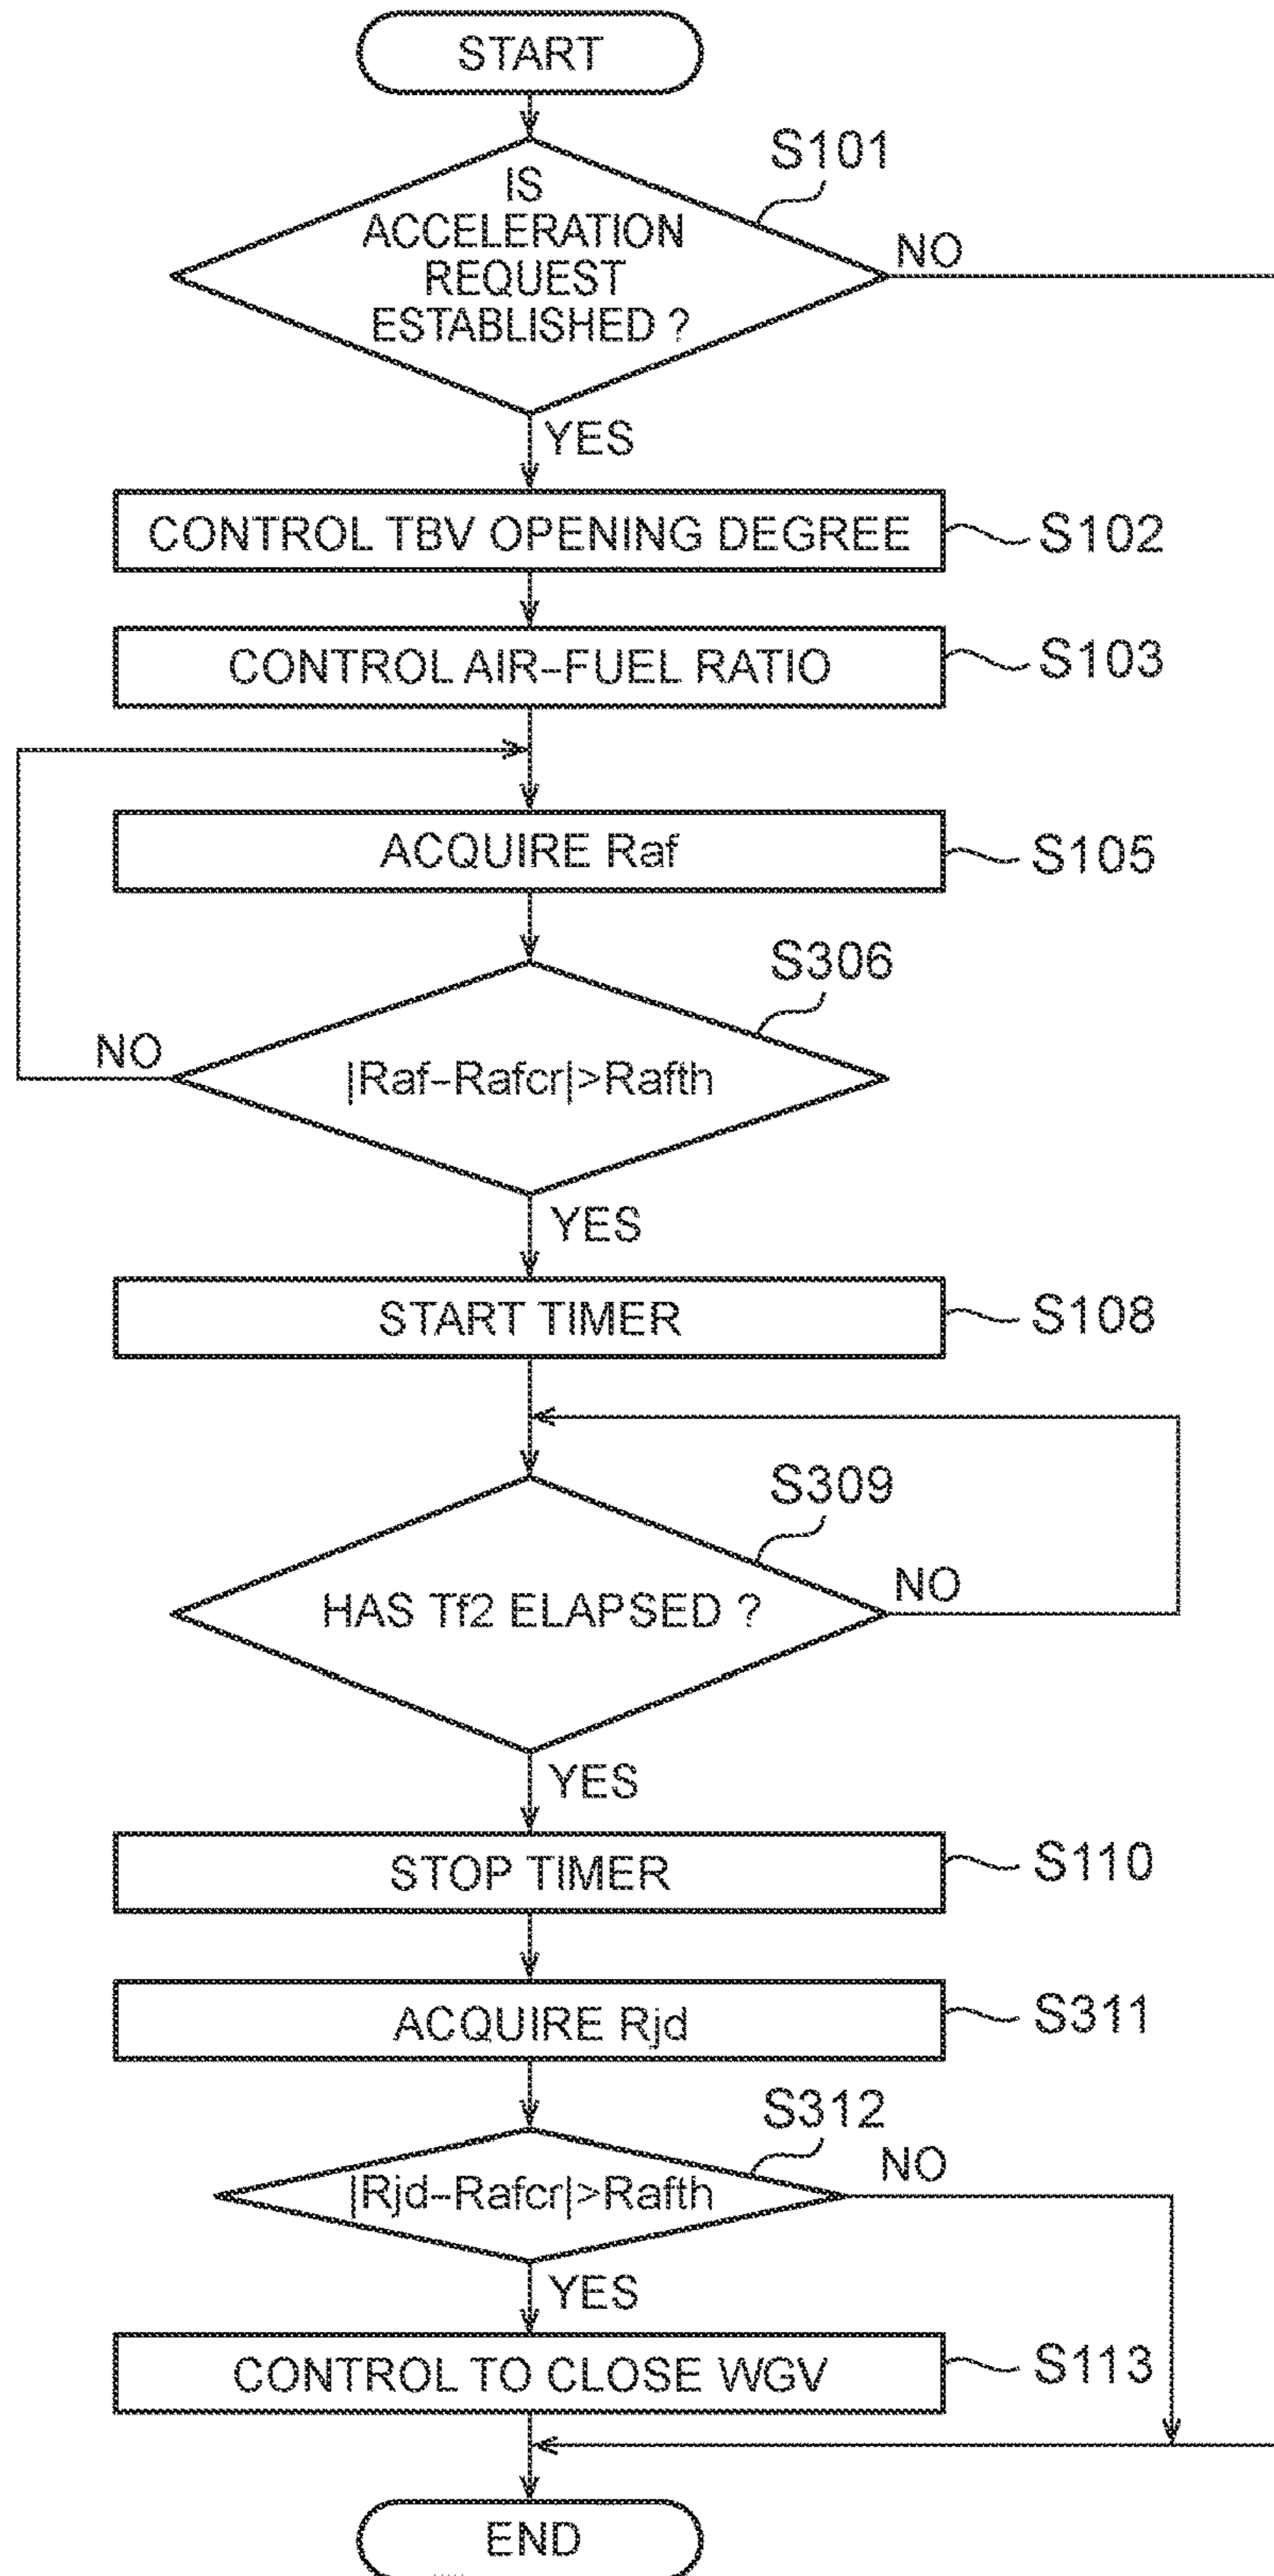 START
S101
IS
ACCELERATION
REQUEST
ESTABLISHED ?
NO
YES
CONTROL TBV OPENING DEGREE
S102
CONTROL AIR-FUEL RATIO
S103
ACQUIRE Raf
S105
S306
NO
|Raf-Rafcr|>Rafth
YES
START TIMER
S108
S309
HAS Tf2 ELAPSED ?
NO
YES
STOP TIMER
S110
ACQUIRE Rjd
S311
S312
|Rjd-Rafcr|>Rafth
NO
YES
CONTROL TO CLOSE WGV
S113
END